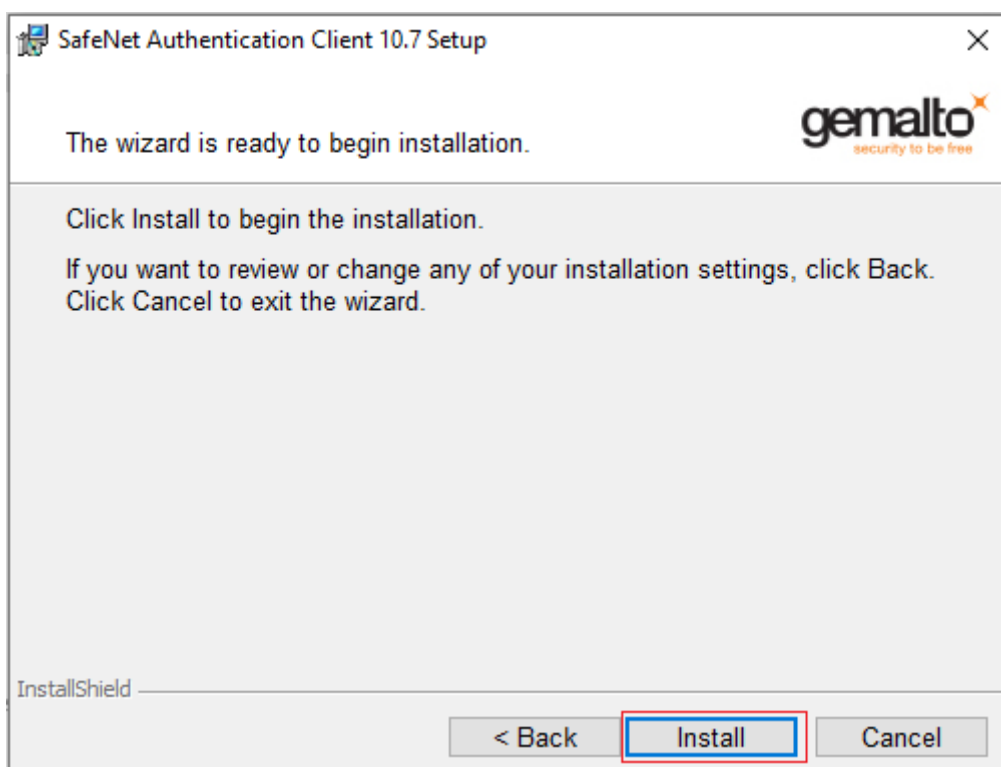 SafeNet Authentication Client 10.7 Setup
gemalto
security to be free
The wizard is ready to begin installation.
Click Install to begin the installation.
If you want to review or change any of your installation settings, click Back.
Click Cancel to exit the wizard.
InstallShield
< Back
Install
Cancel